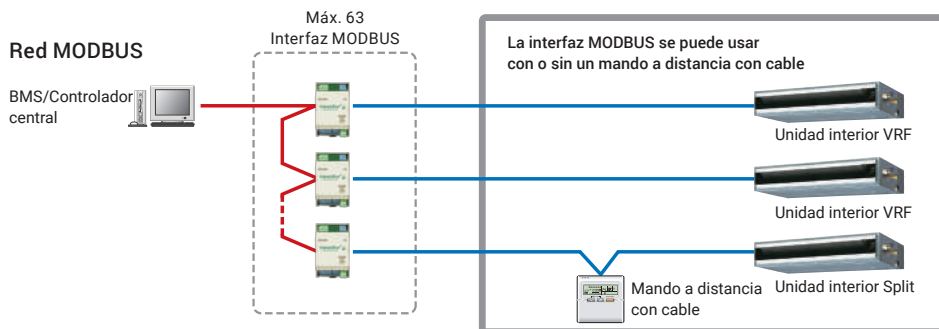 Máx. 63
Interfaz MODBUS
Red MODBUS
BMS/Controlador
central
La interfaz MODBUS se puede usar
con o sin un mando a distancia con cable
Unidad interior VRF
Unidad interior VRF
Unidad interior Split
Mando a distancia
con cable